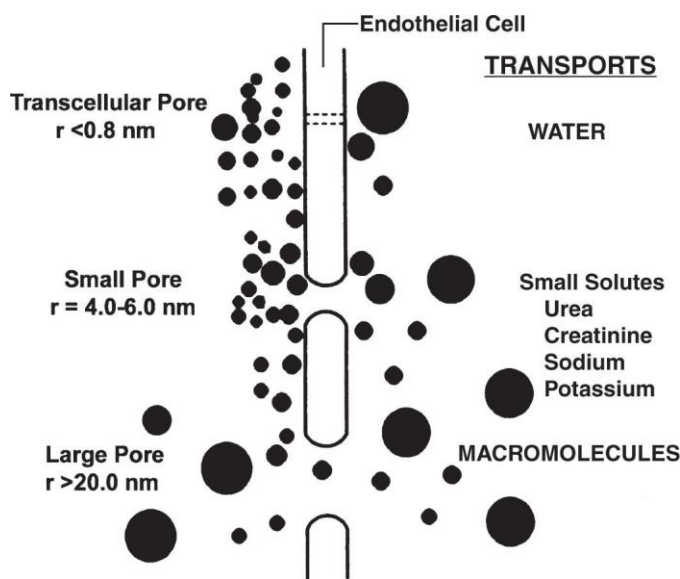 Endothelial Cell
TRANSPORTS
Transcellular Pore
r <0.8 nm
WATER
Small Pore
r = 4.0-6.0 nm
Small Solutes
Urea
Creatinine
Sodium
Potassium
Large Pore
r >20.0 nm
MACROMOLECULES